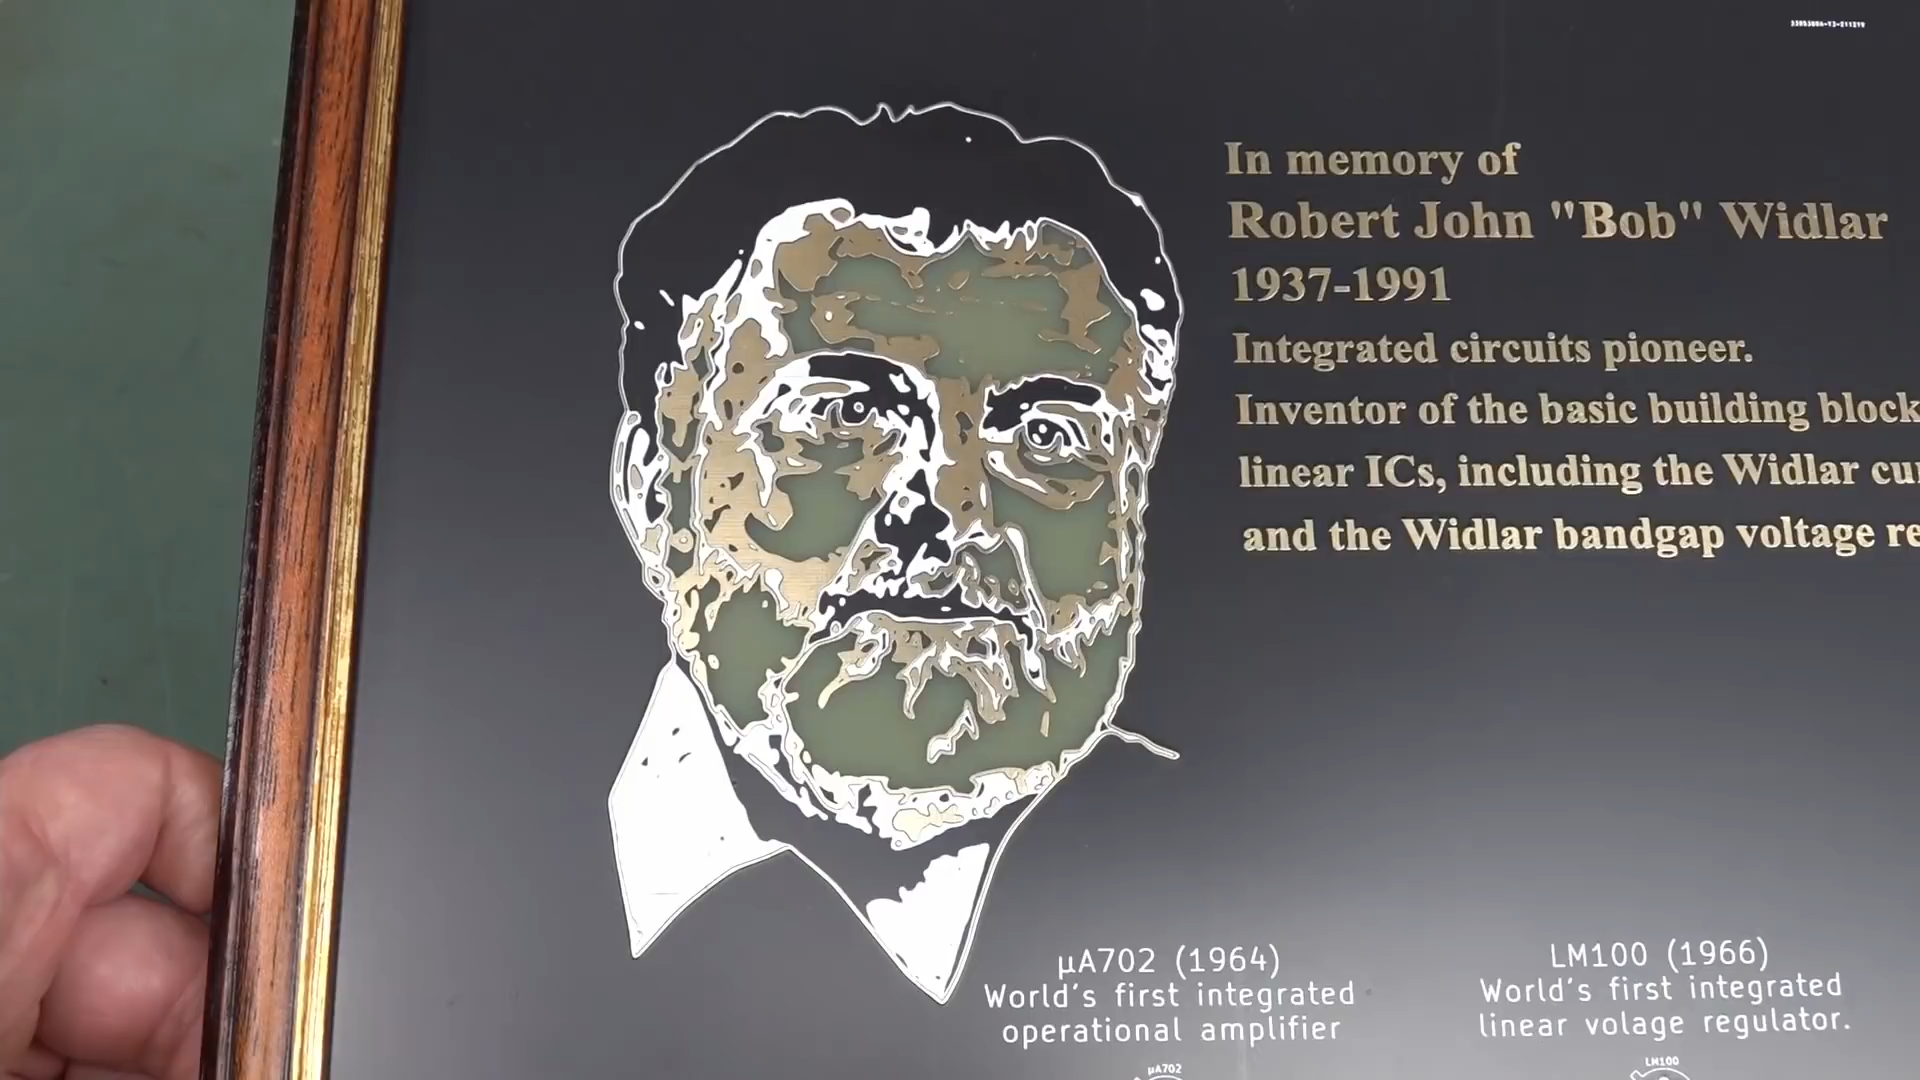 In memory of
Robert John "Bob" Widlar
1937-1991
Integrated circuits pioneer.
Inventor of the basic building block
linear ICs, including the Widlar
and the Widlar bandgap voltage
µA702 (1964)
World's first integrated
operational amplifier
LM100 (1966)
World's first integrated
linear volage regulator.
µA702
LM100